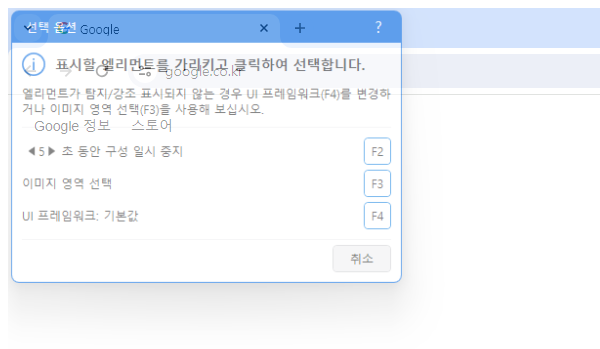 선택 옵션
Google
?
표시할 엘리먼트를 가리키고 클릭하여 선택합니다.
google.co.kr
엘리먼트가 탐지/강조 표시되지 않는 경우 UI 프레임워크(F4)를 변경하
거나 이미지 영역 선택(F3)을 사용해 보십시오.
Google 정보 스토어
◀5▶ 초 동안 구성 일시 중지 F2
이미지 영역 선택 F3
UI 프레임워크: 기본값 F4
취소